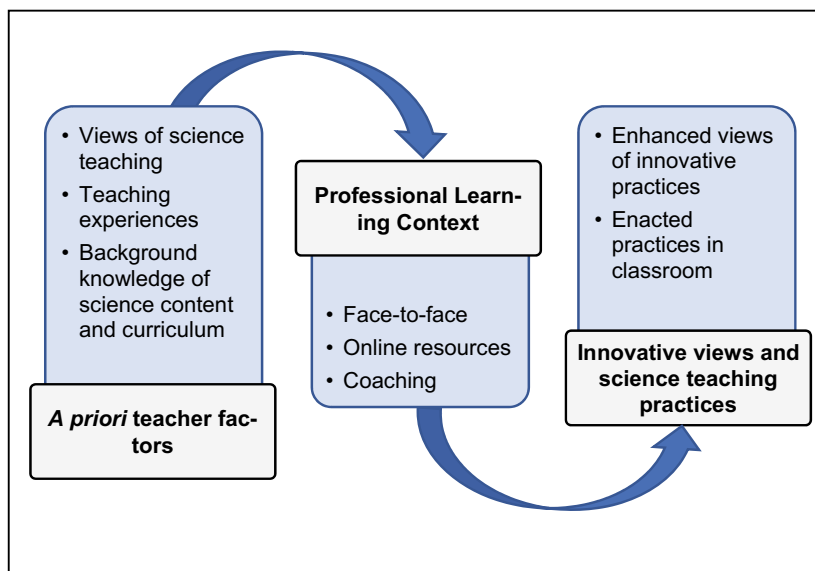 • Views of science
teaching
• Teaching
experiences
• Background
knowledge of
science content
and curriculum
A priori teacher fac-
tors
Professional Learn-
ing Context
• Face-to-face
• Online resources
• Coaching
• Enhanced views
of innovative
practices
• Enacted
practices in
classroom
Innovative views and
science teaching
practices